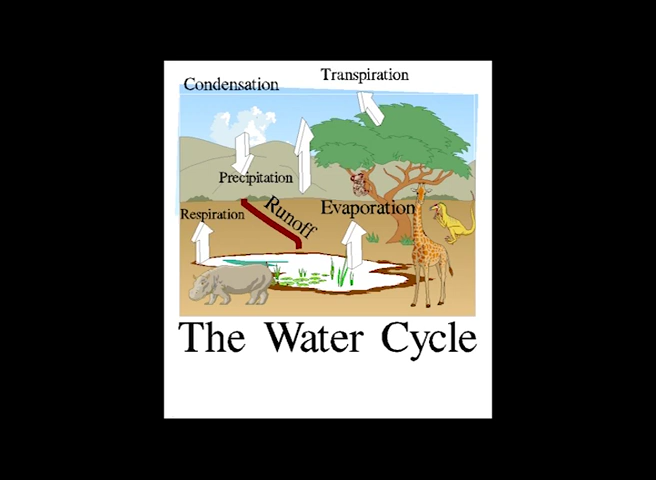 Transpiration
Condensation
Precipitation
Respiration
Runoff
Evaporation
The Water Cycle